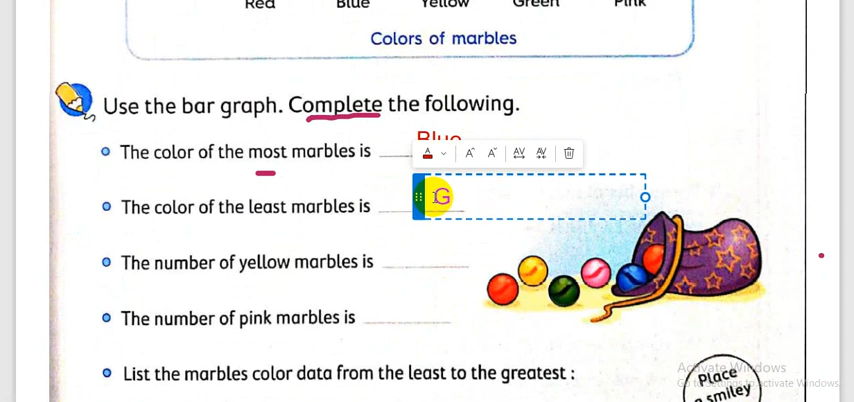 Red Blue Yellow Green Pink
Colors of marbles
Use the bar graph. Complete the following.
Blue
The color of the most marbles is
A A AV AV
G
The color of the least marbles is
The number of yellow marbles is
The number of pink marbles is
List the marbles color data from the least to the greatest :
Activate Windows
Go to Settings to activate Windows.
Place
a smiley